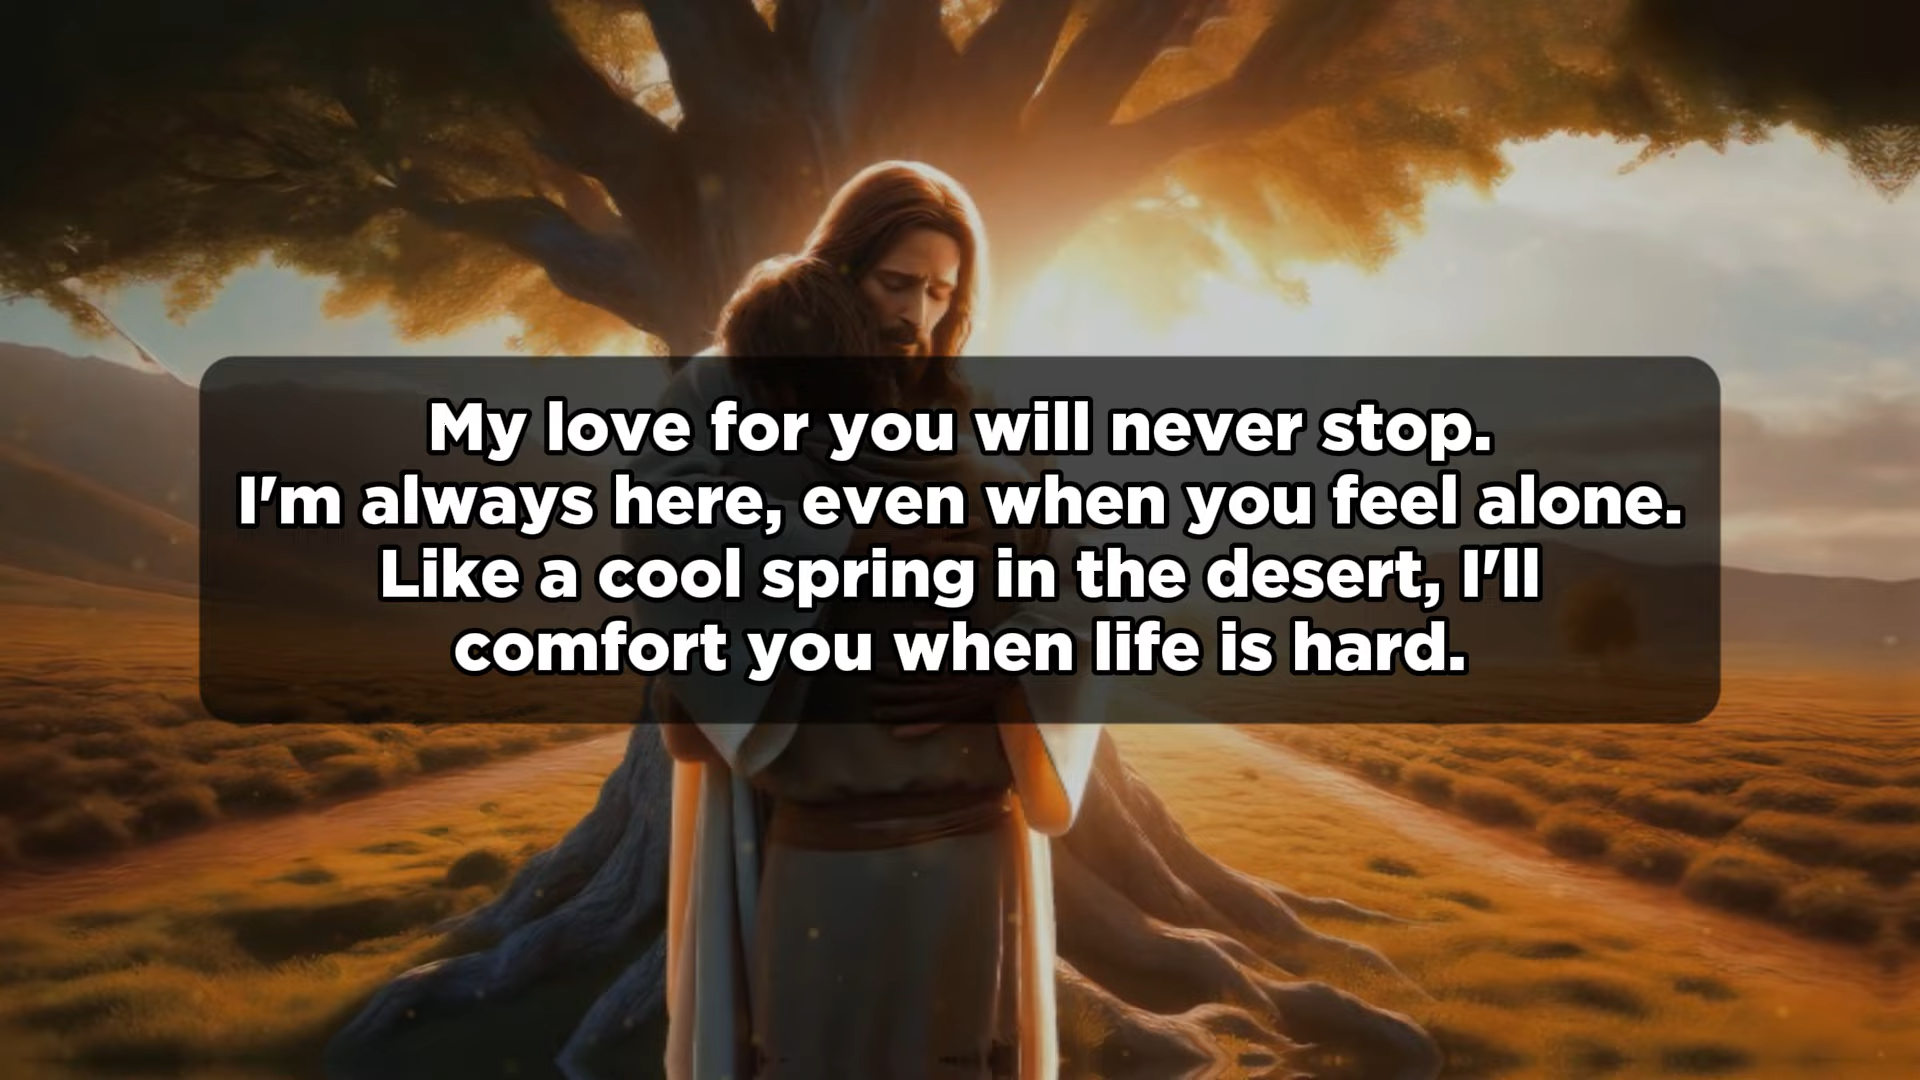 My love for you will never stop.
I'm always here, even when you feel alone.
Like a cool spring in the desert, I'll
comfort you when life is hard.